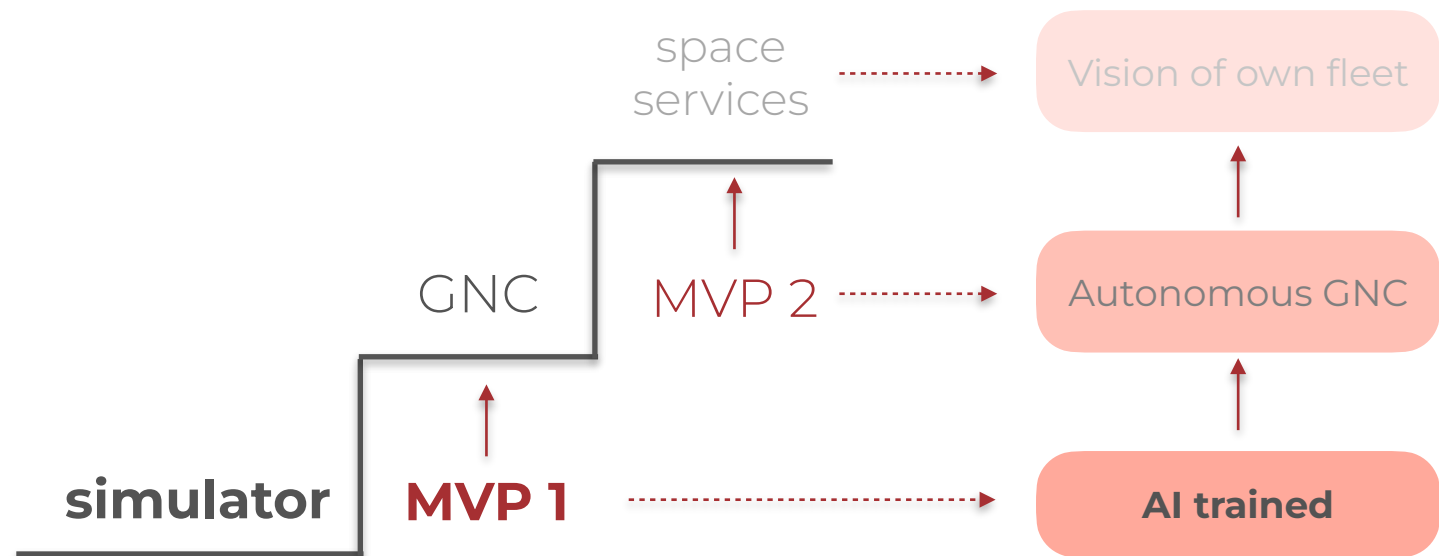 space
services
Vision of own fleet
GNC
MVP 2
Autonomous GNC
simulator
MVP 1
AI trained